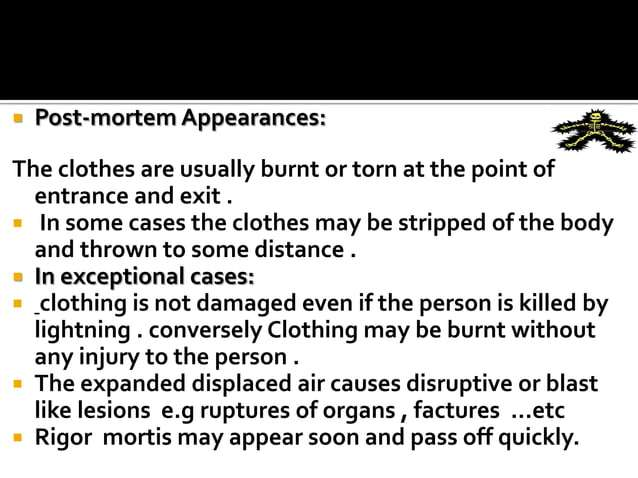 Post-mortem Appearances:
The clothes are usually burnt or torn at the point of
entrance and exit .
In some cases the clothes may be stripped of the body
and thrown to some distance .
In exceptional cases:
clothing is not damaged even if the person is killed by
lightning . conversely Clothing may be burnt without
any injury to the person .
The expanded displaced air causes disruptive or blast
like lesions e.g ruptures of organs , factures ...etc
Rigor mortis may appear soon and pass off quickly.